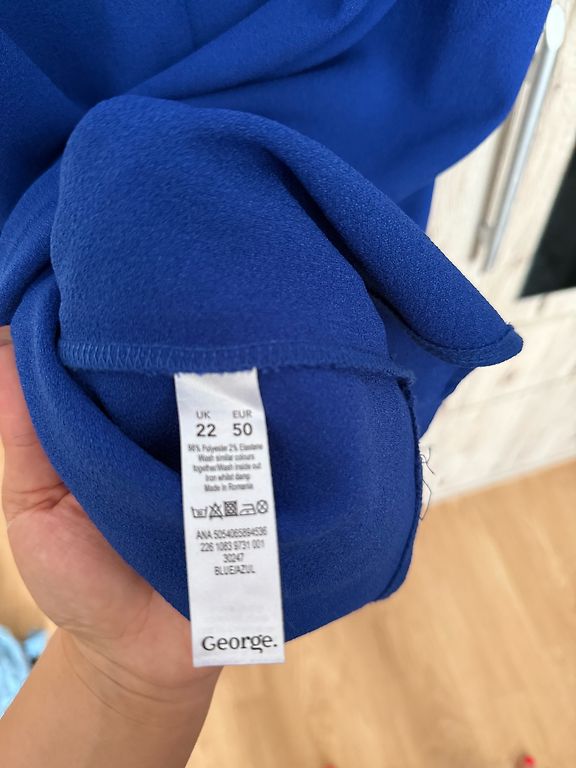 UK EUR
22 50
98% Polyester 2% Elastane
Wash similar colours
together/Wash inside out
Iron whilst damp
Made in Romania
ANA 5054065894536
226 1083 9731 001
30247
BLUE/AZUL
George.